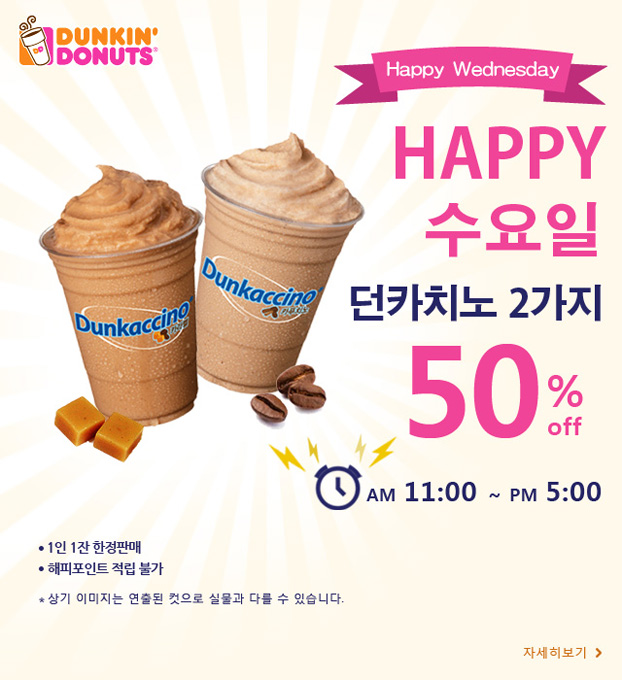 DUNKIN'
DONUTS®
Happy Wednesday
HAPPY
수요일
던카치노 2가지
50% off
AM 11:00 ~ PM 5:00
Dunkaccino
Dunkaccino
• 1인 1잔 한정판매
• 해피포인트 적립 불가
* 상기 이미지는 연출된 컷으로 실물과 다를 수 있습니다.
자세히보기 >